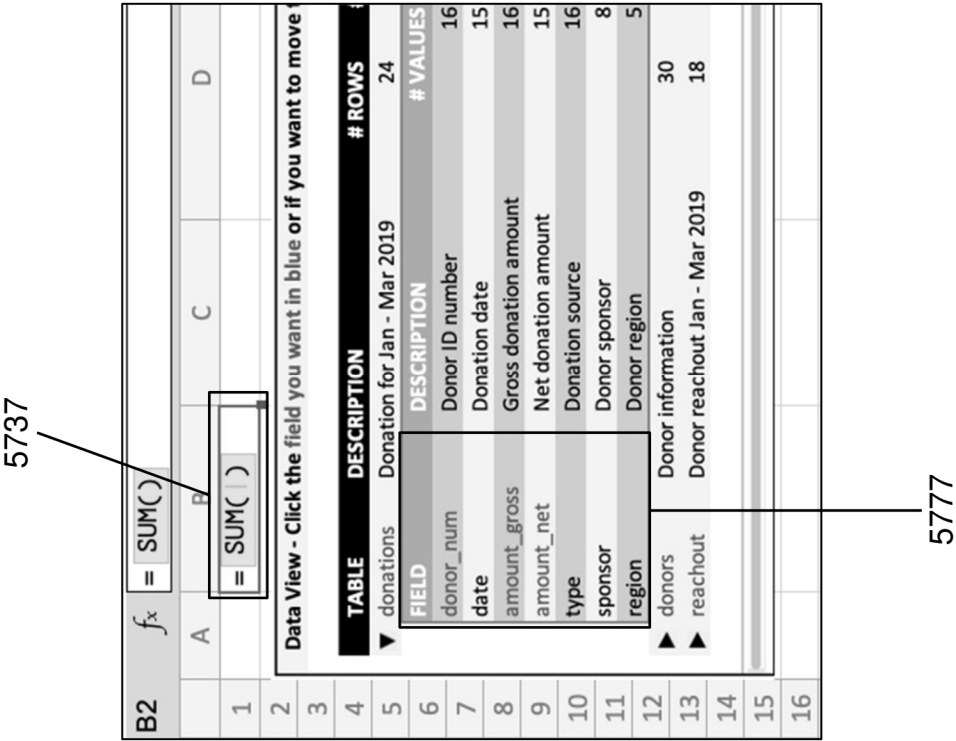 B2 fx = SUM()
A B C D
1 = SUM( | )
2 Data View - Click the field you want in blue or if you want to move
3
4 TABLE DESCRIPTION # ROWS
5 ▼ donations Donation for Jan - Mar 2019 24
6 FIELD DESCRIPTION # VALUES
7 donor_num Donor ID number 16
date Donation date 15
8 amount_gross Gross donation amount 16
9 amount_net Net donation amount 15
10 type Donation source 16
11 sponsor Donor sponsor 8
12 region Donor region 5
13 ▶ donors Donor information 30
▶ reachout Donor reachout Jan - Mar 2019 18
14
15
16
5737
5777